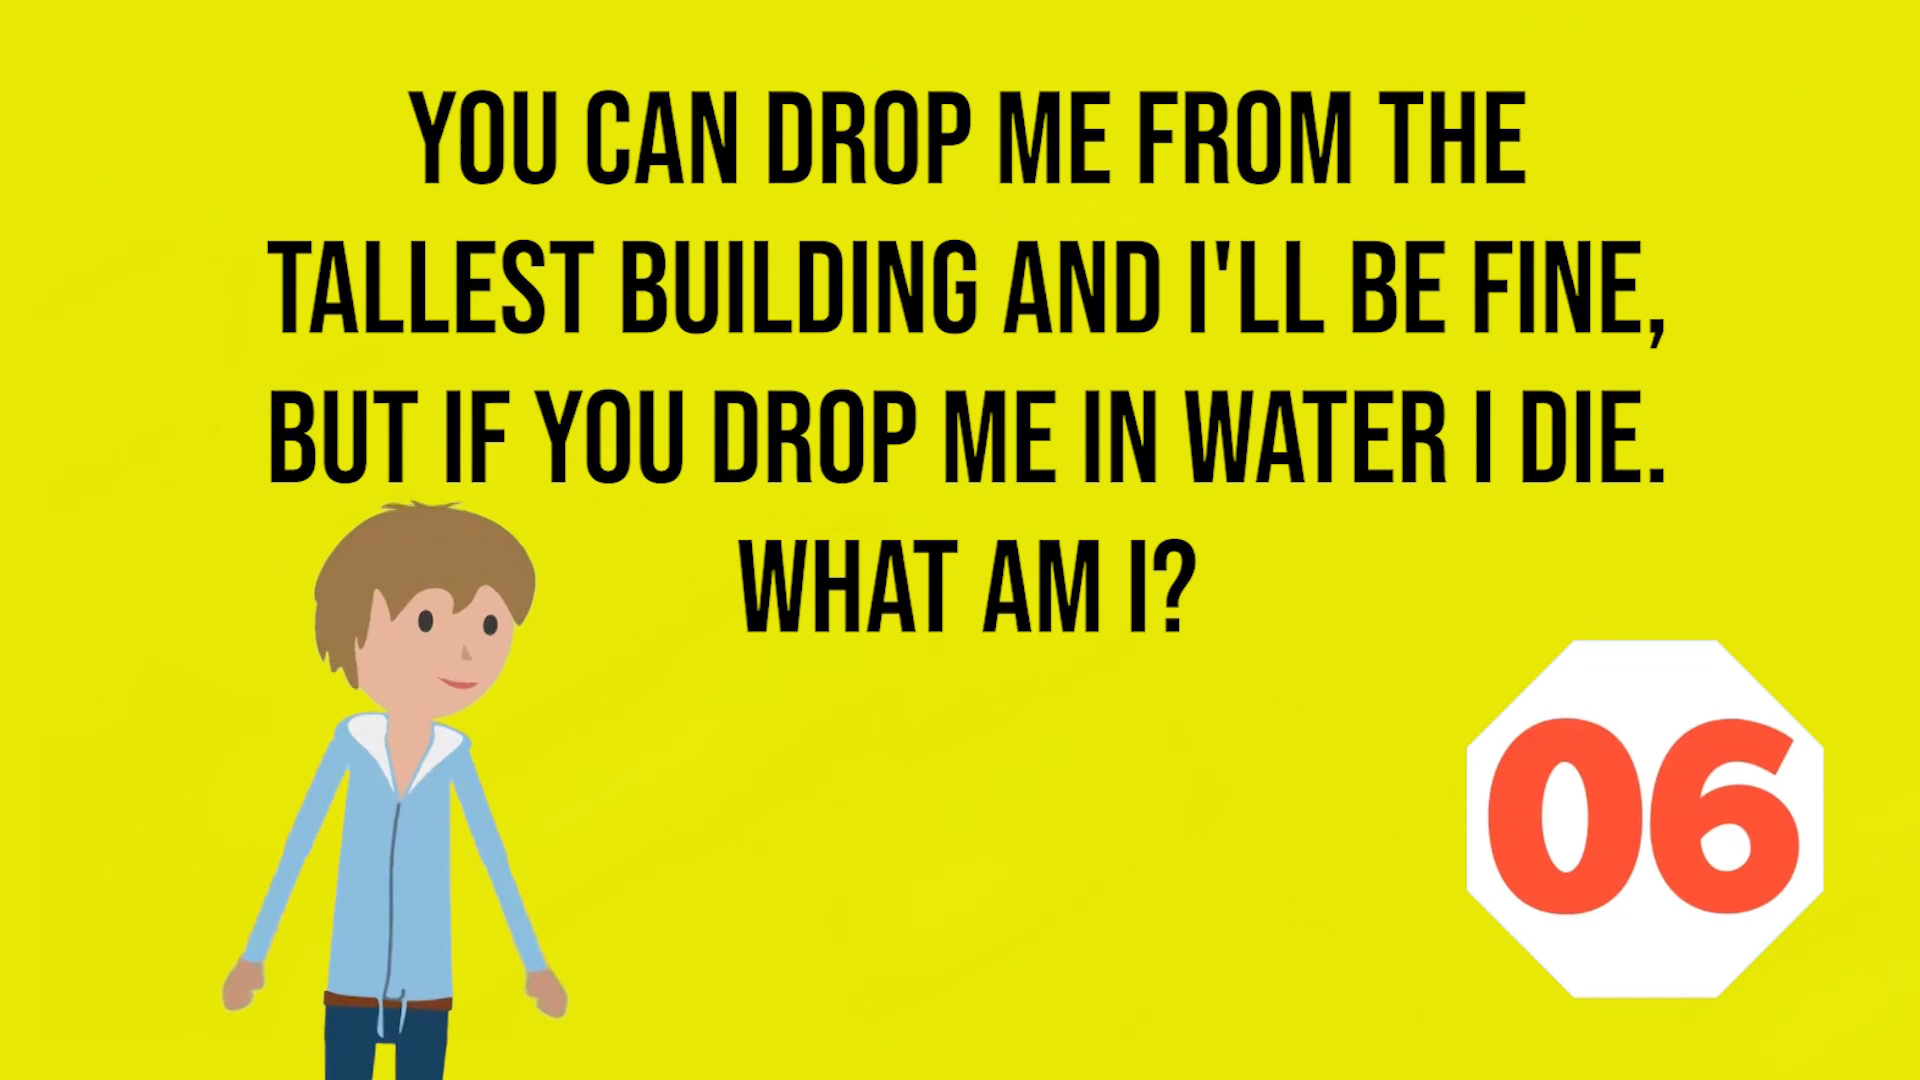 YOU CAN DROP ME FROM THE
TALLEST BUILDING AND I'LL BE FINE,
BUT IF YOU DROP ME IN WATER I DIE.
WHAT AM I?
06